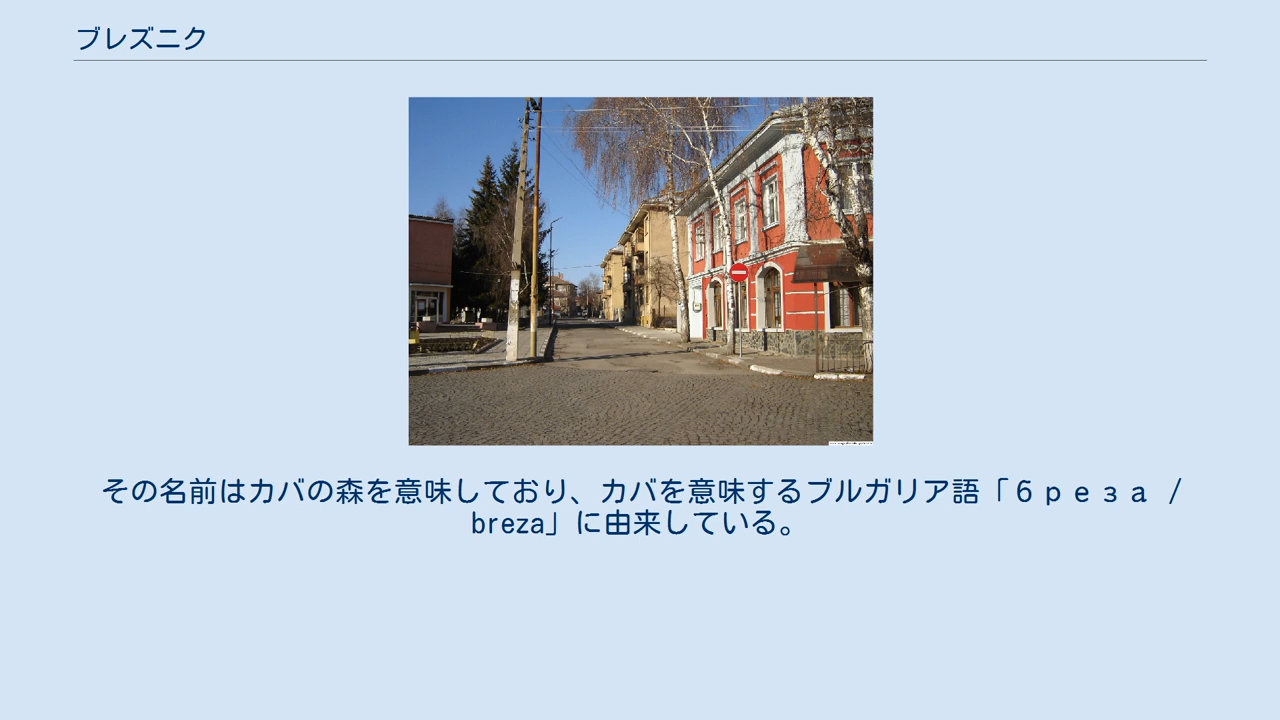 ブレズニク
その名前はカバの森を意味しており、カバを意味するブルガリア語「бреза /
breza」に由来している。